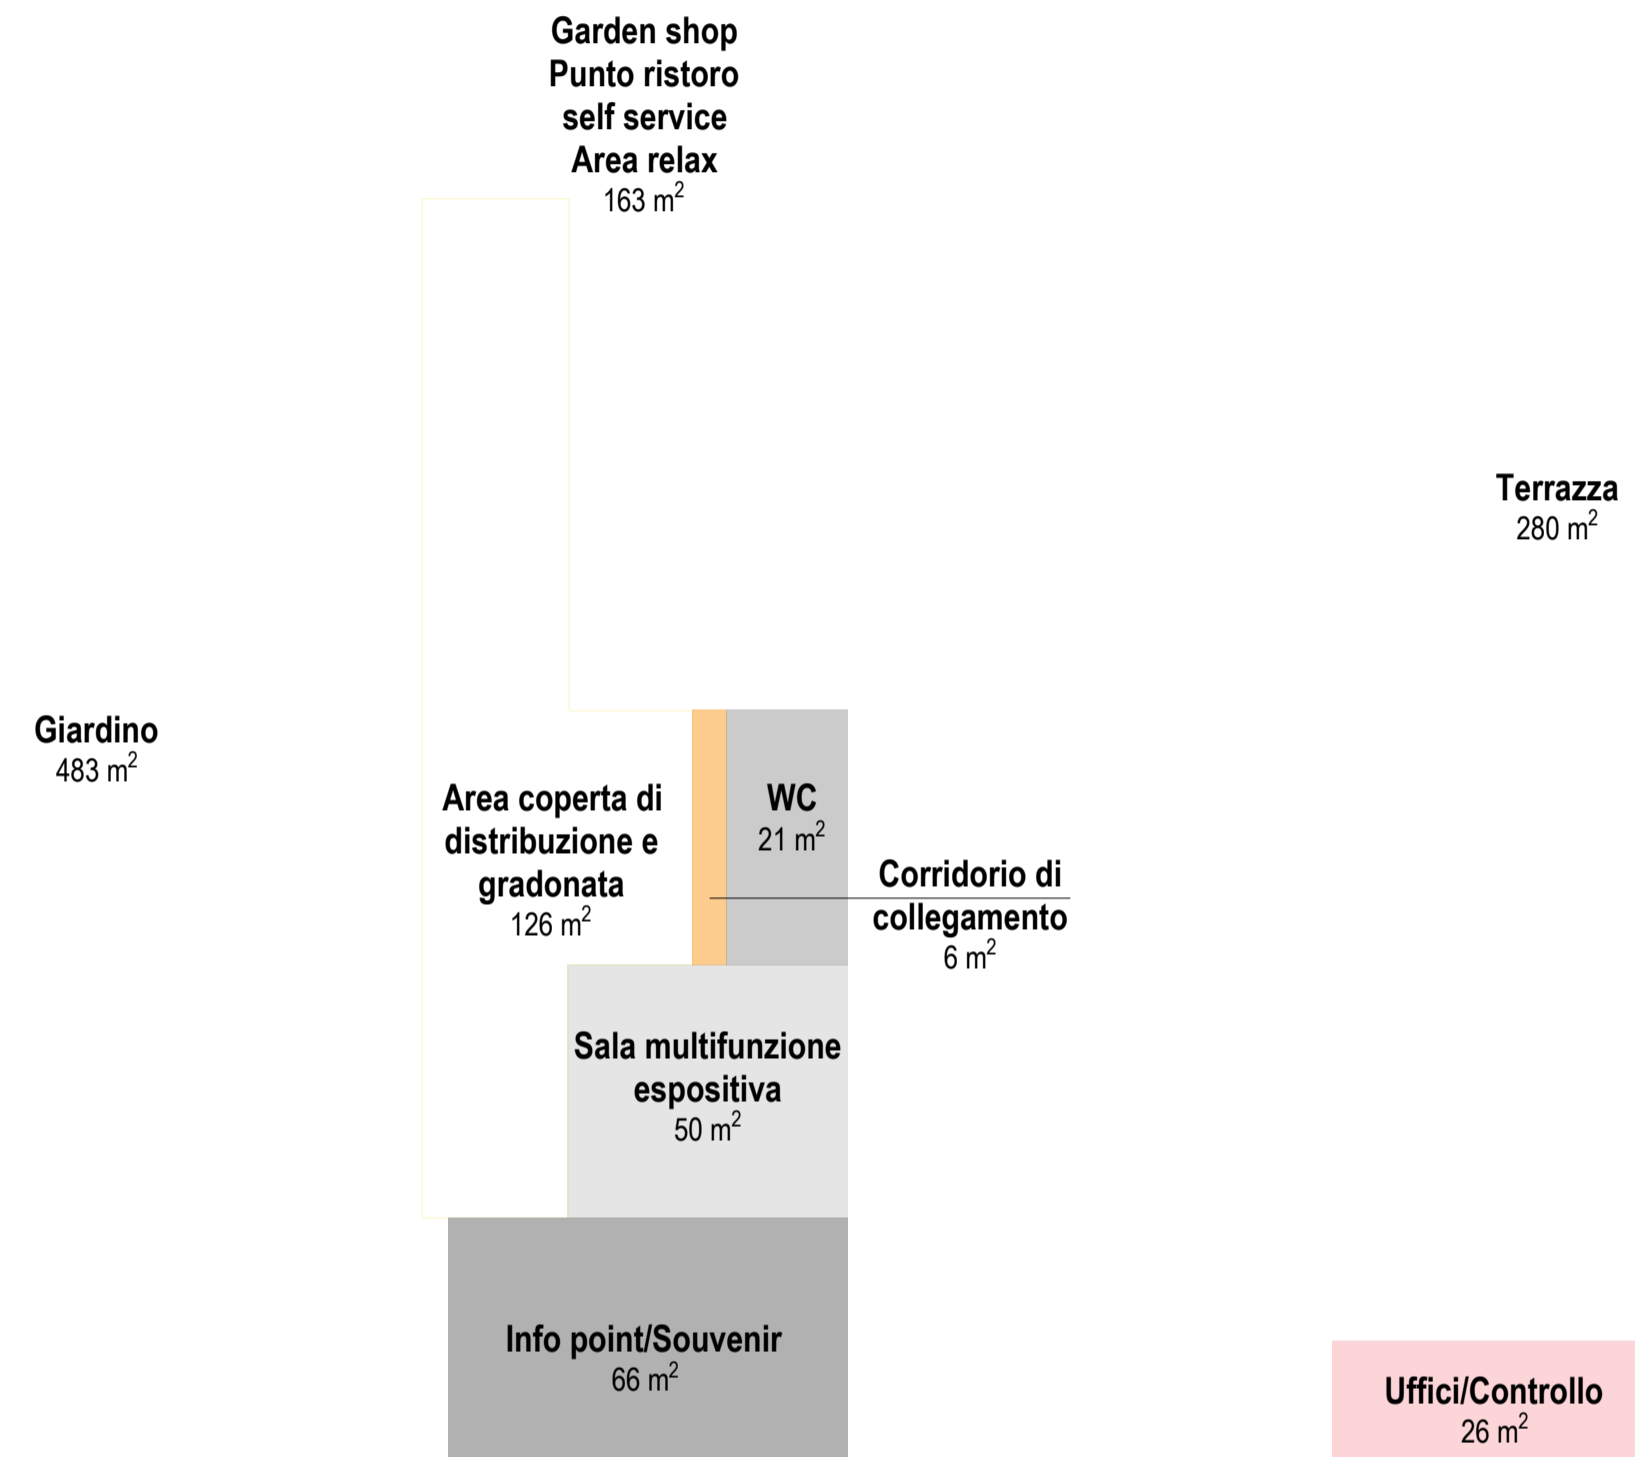 Garden shop
Punto ristoro
self service
Area relax
163 m²
Terrazza
280 m²
Giardino
483 m²
Area coperta di
distribuzione e
gradonata
126 m²
WC
21 m²
Corridorio di
collegamento
6 m²
Sala multifunzione
espositiva
50 m²
Info point/Souvenir
66 m²
Uffici/Controllo
26 m²